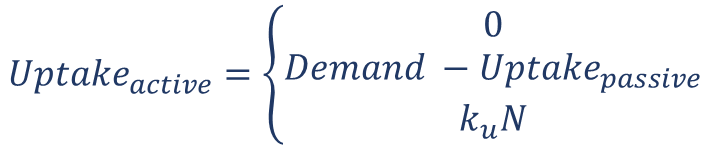 0
Uptake_active = { Demand − Uptake_passive
k_u N